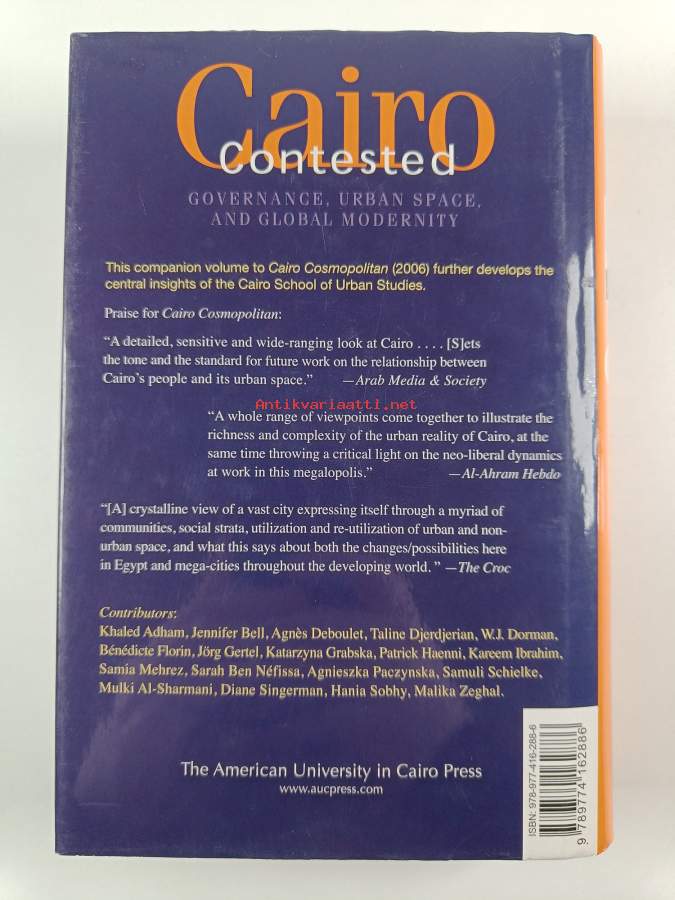 Cairo
Contested
GOVERNANCE, URBAN SPACE,
AND GLOBAL MODERNITY
This companion volume to Cairo Cosmopolitan (2006) further develops the
central insights of the Cairo School of Urban Studies.
Praise for Cairo Cosmopolitan:
“A detailed, sensitive and wide-ranging look at Cairo . . . . [S]ets
the tone and the standard for future work on the relationship between
Cairo’s people and its urban space.” —Arab Media & Society
Antikvariaatti.net
“A whole range of viewpoints come together to illustrate the
richness and complexity of the urban reality of Cairo, at the
same time throwing a critical light on the neo-liberal dynamics
at work in this megalopolis.” —Al-Ahram Hebdo
“[A] crystalline view of a vast city expressing itself through a myriad of
communities, social strata, utilization and re-utilization of urban and non-
urban space, and what this says about both the changes/possibilities here
in Egypt and mega-cities throughout the developing world. ” —The Croc
Contributors:
Khaled Adham, Jennifer Bell, Agnès Deboulet, Taline Djerdjerian, W.J. Dorman,
Bénédicte Florin, Jörg Gertel, Katarzyna Grabska, Patrick Haenni, Kareem Ibrahim,
Samia Mehrez, Sarah Ben Néfissa, Agnieszka Paczynska, Samuli Schielke,
Mulki Al-Sharmani, Diane Singerman, Hania Sobhy, Malika Zeghal.
The American University in Cairo Press
www.aucpress.com
ISBN: 978-977-416-288-6
9 789774 162886